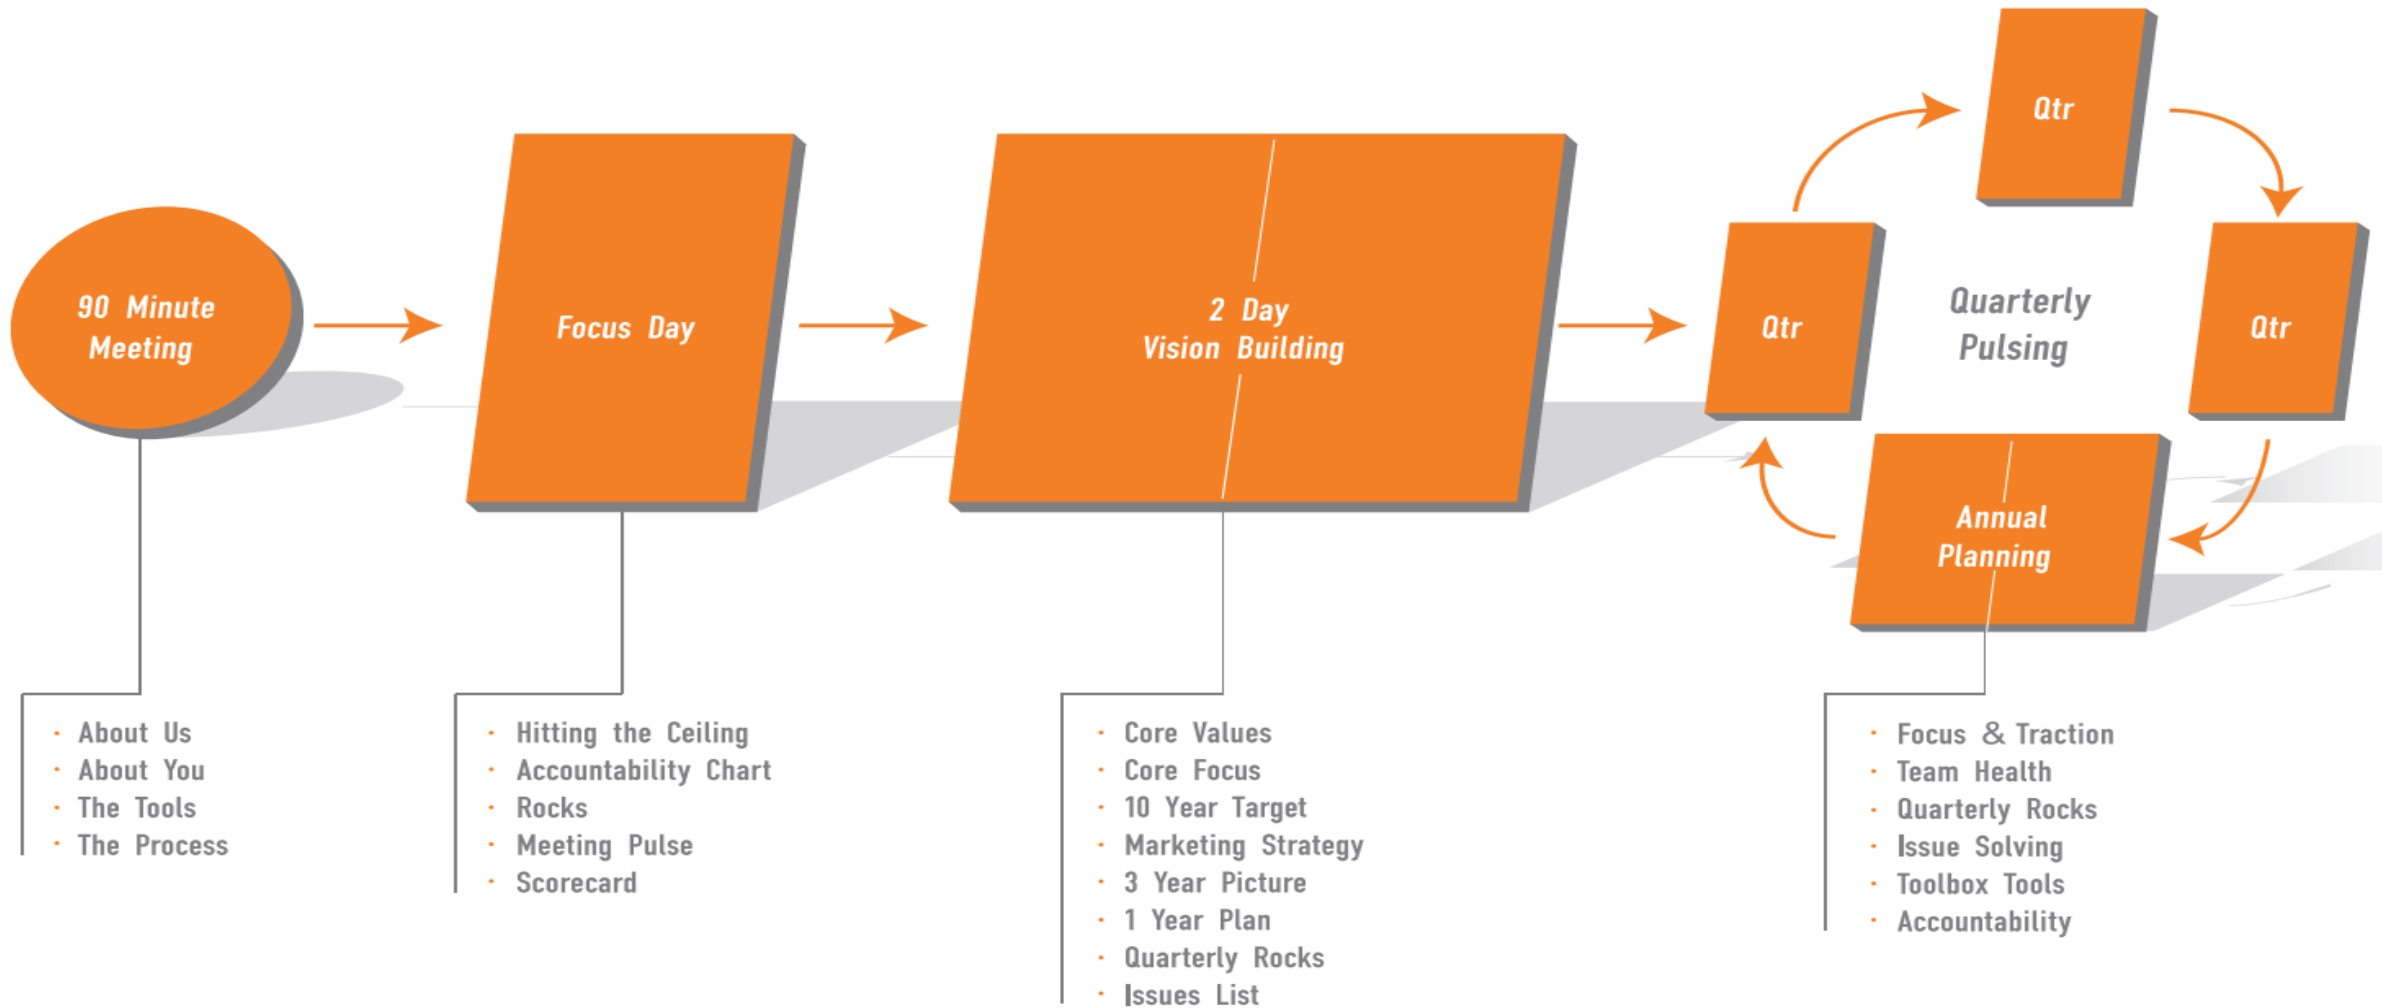 90 Minute
Meeting
Focus Day
2 Day
Vision Building
Qtr
Qtr
Qtr
Quarterly
Pulsing
Annual
Planning
· About Us
· About You
· The Tools
· The Process
· Hitting the Ceiling
· Accountability Chart
· Rocks
· Meeting Pulse
· Scorecard
· Core Values
· Core Focus
· 10 Year Target
· Marketing Strategy
· 3 Year Picture
· 1 Year Plan
· Quarterly Rocks
· Issues List
· Focus & Traction
· Team Health
· Quarterly Rocks
· Issue Solving
· Toolbox Tools
· Accountability